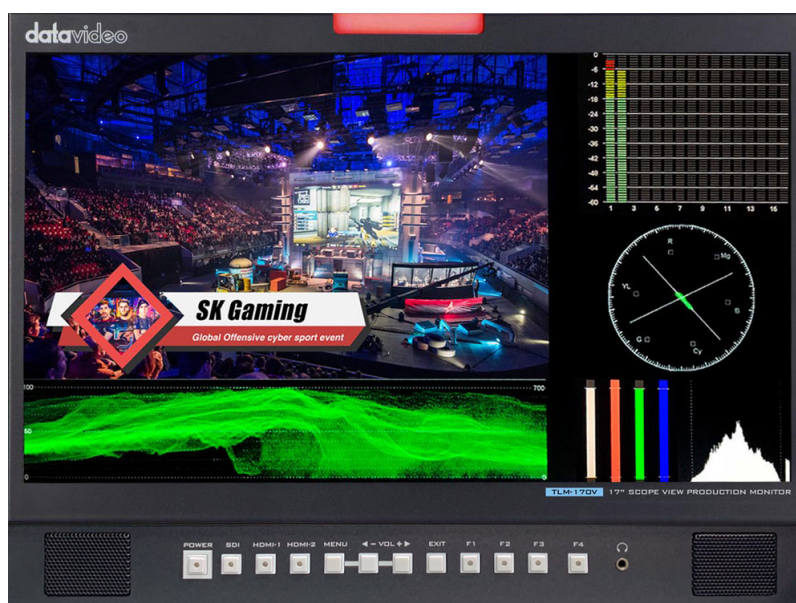 datavideo
SK Gaming
Global Offensive cyber sport event
0
-6
-12
-18
-24
-30
-36
-42
-48
-54
-60
1 3 5 7 9 11 13 15
R
Mg
YL
B
G
Cy
100
700
50
0
0
TLM-170V 17" SCOPE VIEW PRODUCTION MONITOR
POWER SDI HDMI-1 HDMI-2 MENU ◀ - VOL + ▶ EXIT F1 F2 F3 F4